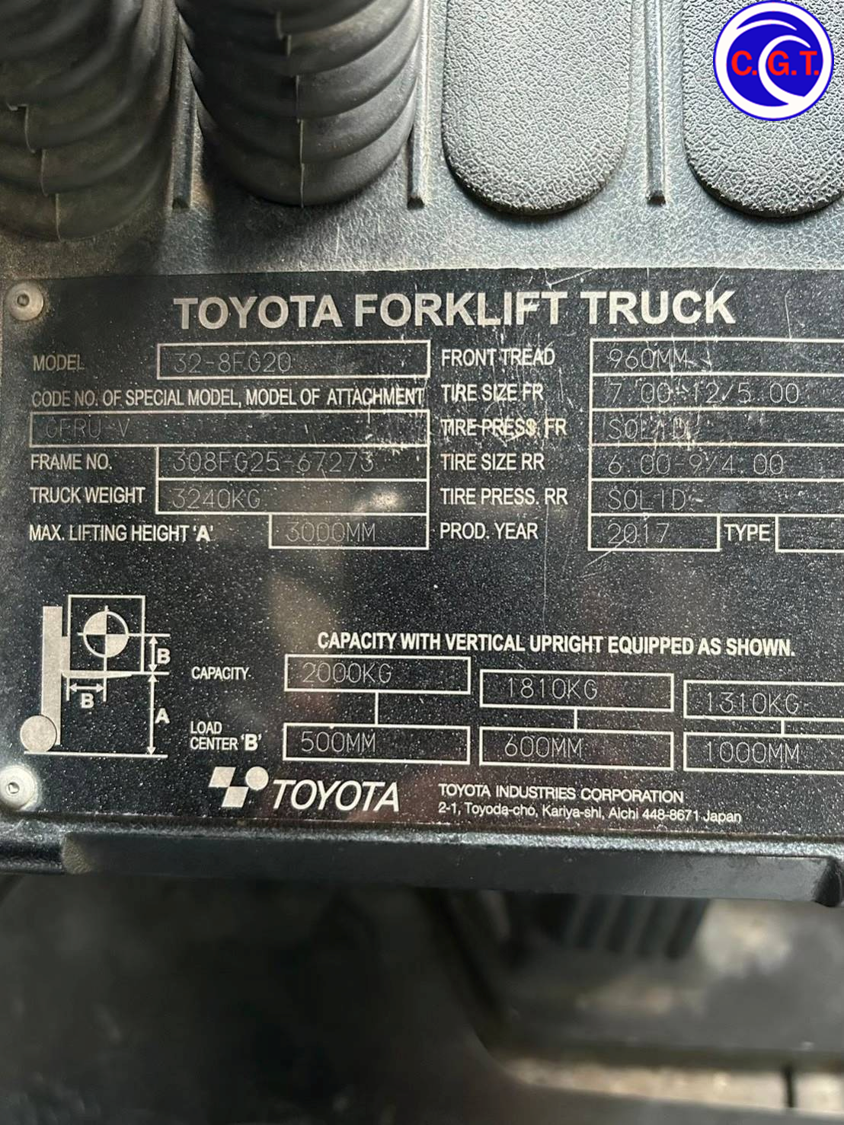 C.G.T.
TOYOTA FORKLIFT TRUCK
MODEL 32-8FG20 FRONT TREAD 960MM
CODE NO. OF SPECIAL MODEL, MODEL OF ATTACHMENT TIRE SIZE FR 7.00-12/5.00
TIRE PRESS. FR SOLID
FRAME NO. 308FG25-67273 TIRE SIZE RR 6.00-9/4.00
TRUCK WEIGHT 3240KG TIRE PRESS. RR SOLID
MAX. LIFTING HEIGHT 'A' 3000MM PROD. YEAR 2017 TYPE
CAPACITY WITH VERTICAL UPRIGHT EQUIPPED AS SHOWN.
B
B
A
CAPACITY 2000KG 1810KG 1310KG
LOAD
CENTER 'B' 500MM 600MM 1000MM
TOYOTA
TOYOTA INDUSTRIES CORPORATION
2-1, Toyoda-cho, Kariya-shi, Aichi 448-8671 Japan